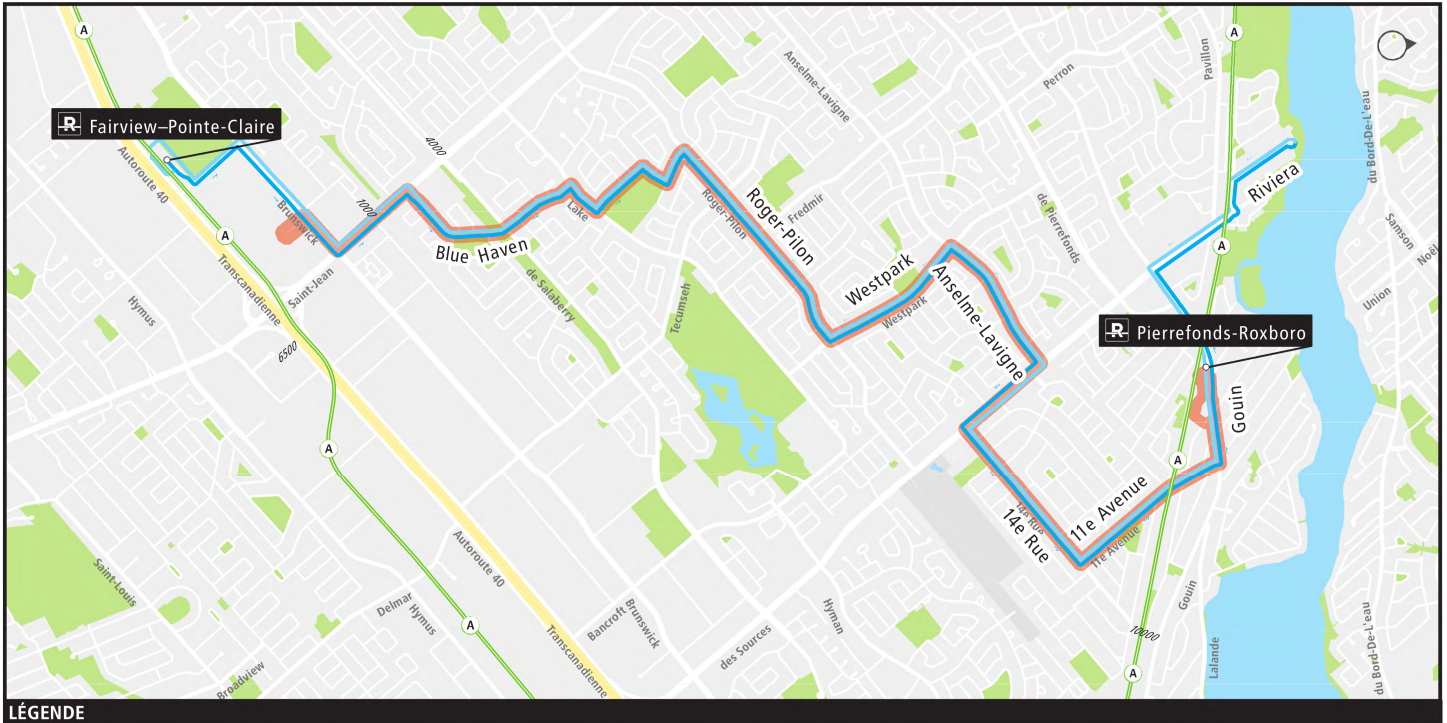 A
A
Pavillon
Anselme-Lavigne
Perron
du Bord-De-L'eau
R Fairview–Pointe-Claire
4000
Autoroute 40
Riviera
Roger-Pilon
Roger-Pilon
Fredmir
de Pierrefonds
1000
Brunswick
Lake
Samson
Noël
A
A
Blue Haven
Westpark
Westpark
Anselme-Lavigne
Transcanadienne
Saint-Jean
de Salaberry
Tecumseh
Union
Hymus
R Pierrefonds-Roxboro
6500
Gouin
A
A
14e Rue
14e Rue
11e Avenue
11e Avenue
Autoroute 40
Saint-Louis
Delmar
Hymus
A
Bancroft
Brunswick
Hyman
Gouin
des Sources
10000
Lalande
du Bord-De-L'eau
Transcanadienne
Broadview
A
LÉGENDE